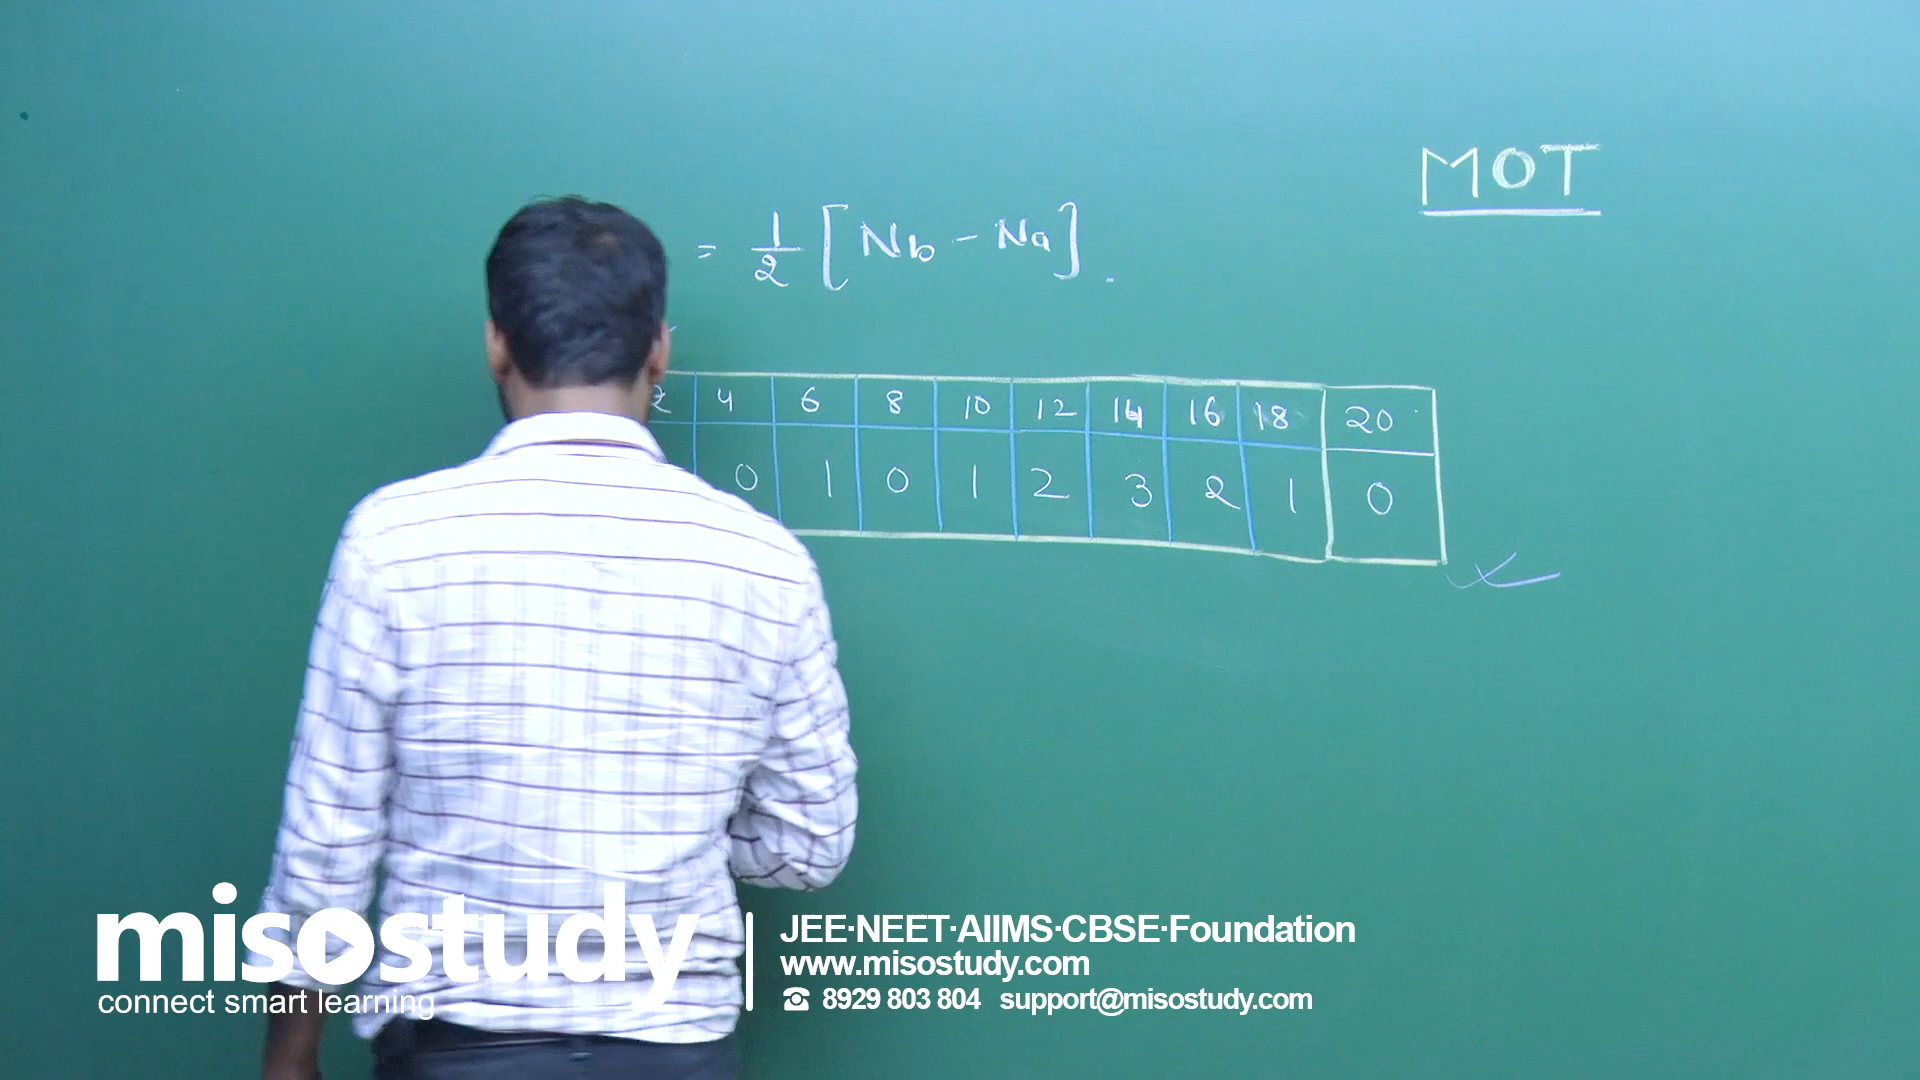 MOT
= 1/2 [Nb - Na].
2 4 6 8 10 12 14 16 18 20
0 1 0 1 2 3 2 1 0
misostudy
connect smart learning
JEE·NEET·AIIMS·CBSE·Foundation
www.misostudy.com
☎ 8929 803 804 support@misostudy.com